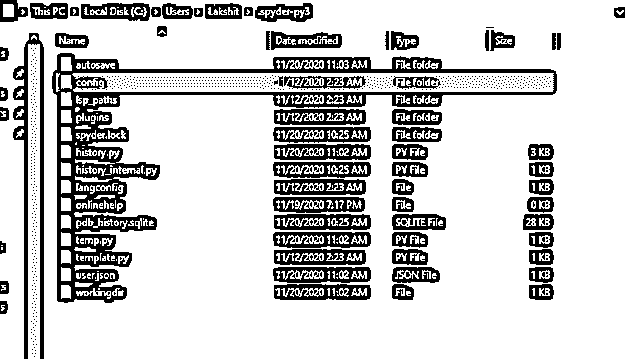 This PC > Local Disk (C:) > Users > Lakshit > .spyder-py3
Name Date modified Type Size
autosave 11/20/2020 11:03 AM File folder
config 11/12/2020 2:23 AM File folder
lsp_paths 11/12/2020 2:23 AM File folder
plugins 11/12/2020 2:23 AM File folder
spyder.lock 11/20/2020 10:25 AM File folder
history.py 11/20/2020 11:02 AM PY File 3 KB
history_internal.py 11/20/2020 10:25 AM PY File 1 KB
langconfig 11/12/2020 2:23 AM File 1 KB
onlinehelp 11/19/2020 7:17 PM File 0 KB
pdb_history.sqlite 11/20/2020 10:25 AM SQLITE File 28 KB
temp.py 11/20/2020 11:02 AM PY File 1 KB
template.py 11/12/2020 2:23 AM PY File 1 KB
user.json 11/20/2020 11:02 AM JSON File 1 KB
workingdir 11/20/2020 11:02 AM File 1 KB